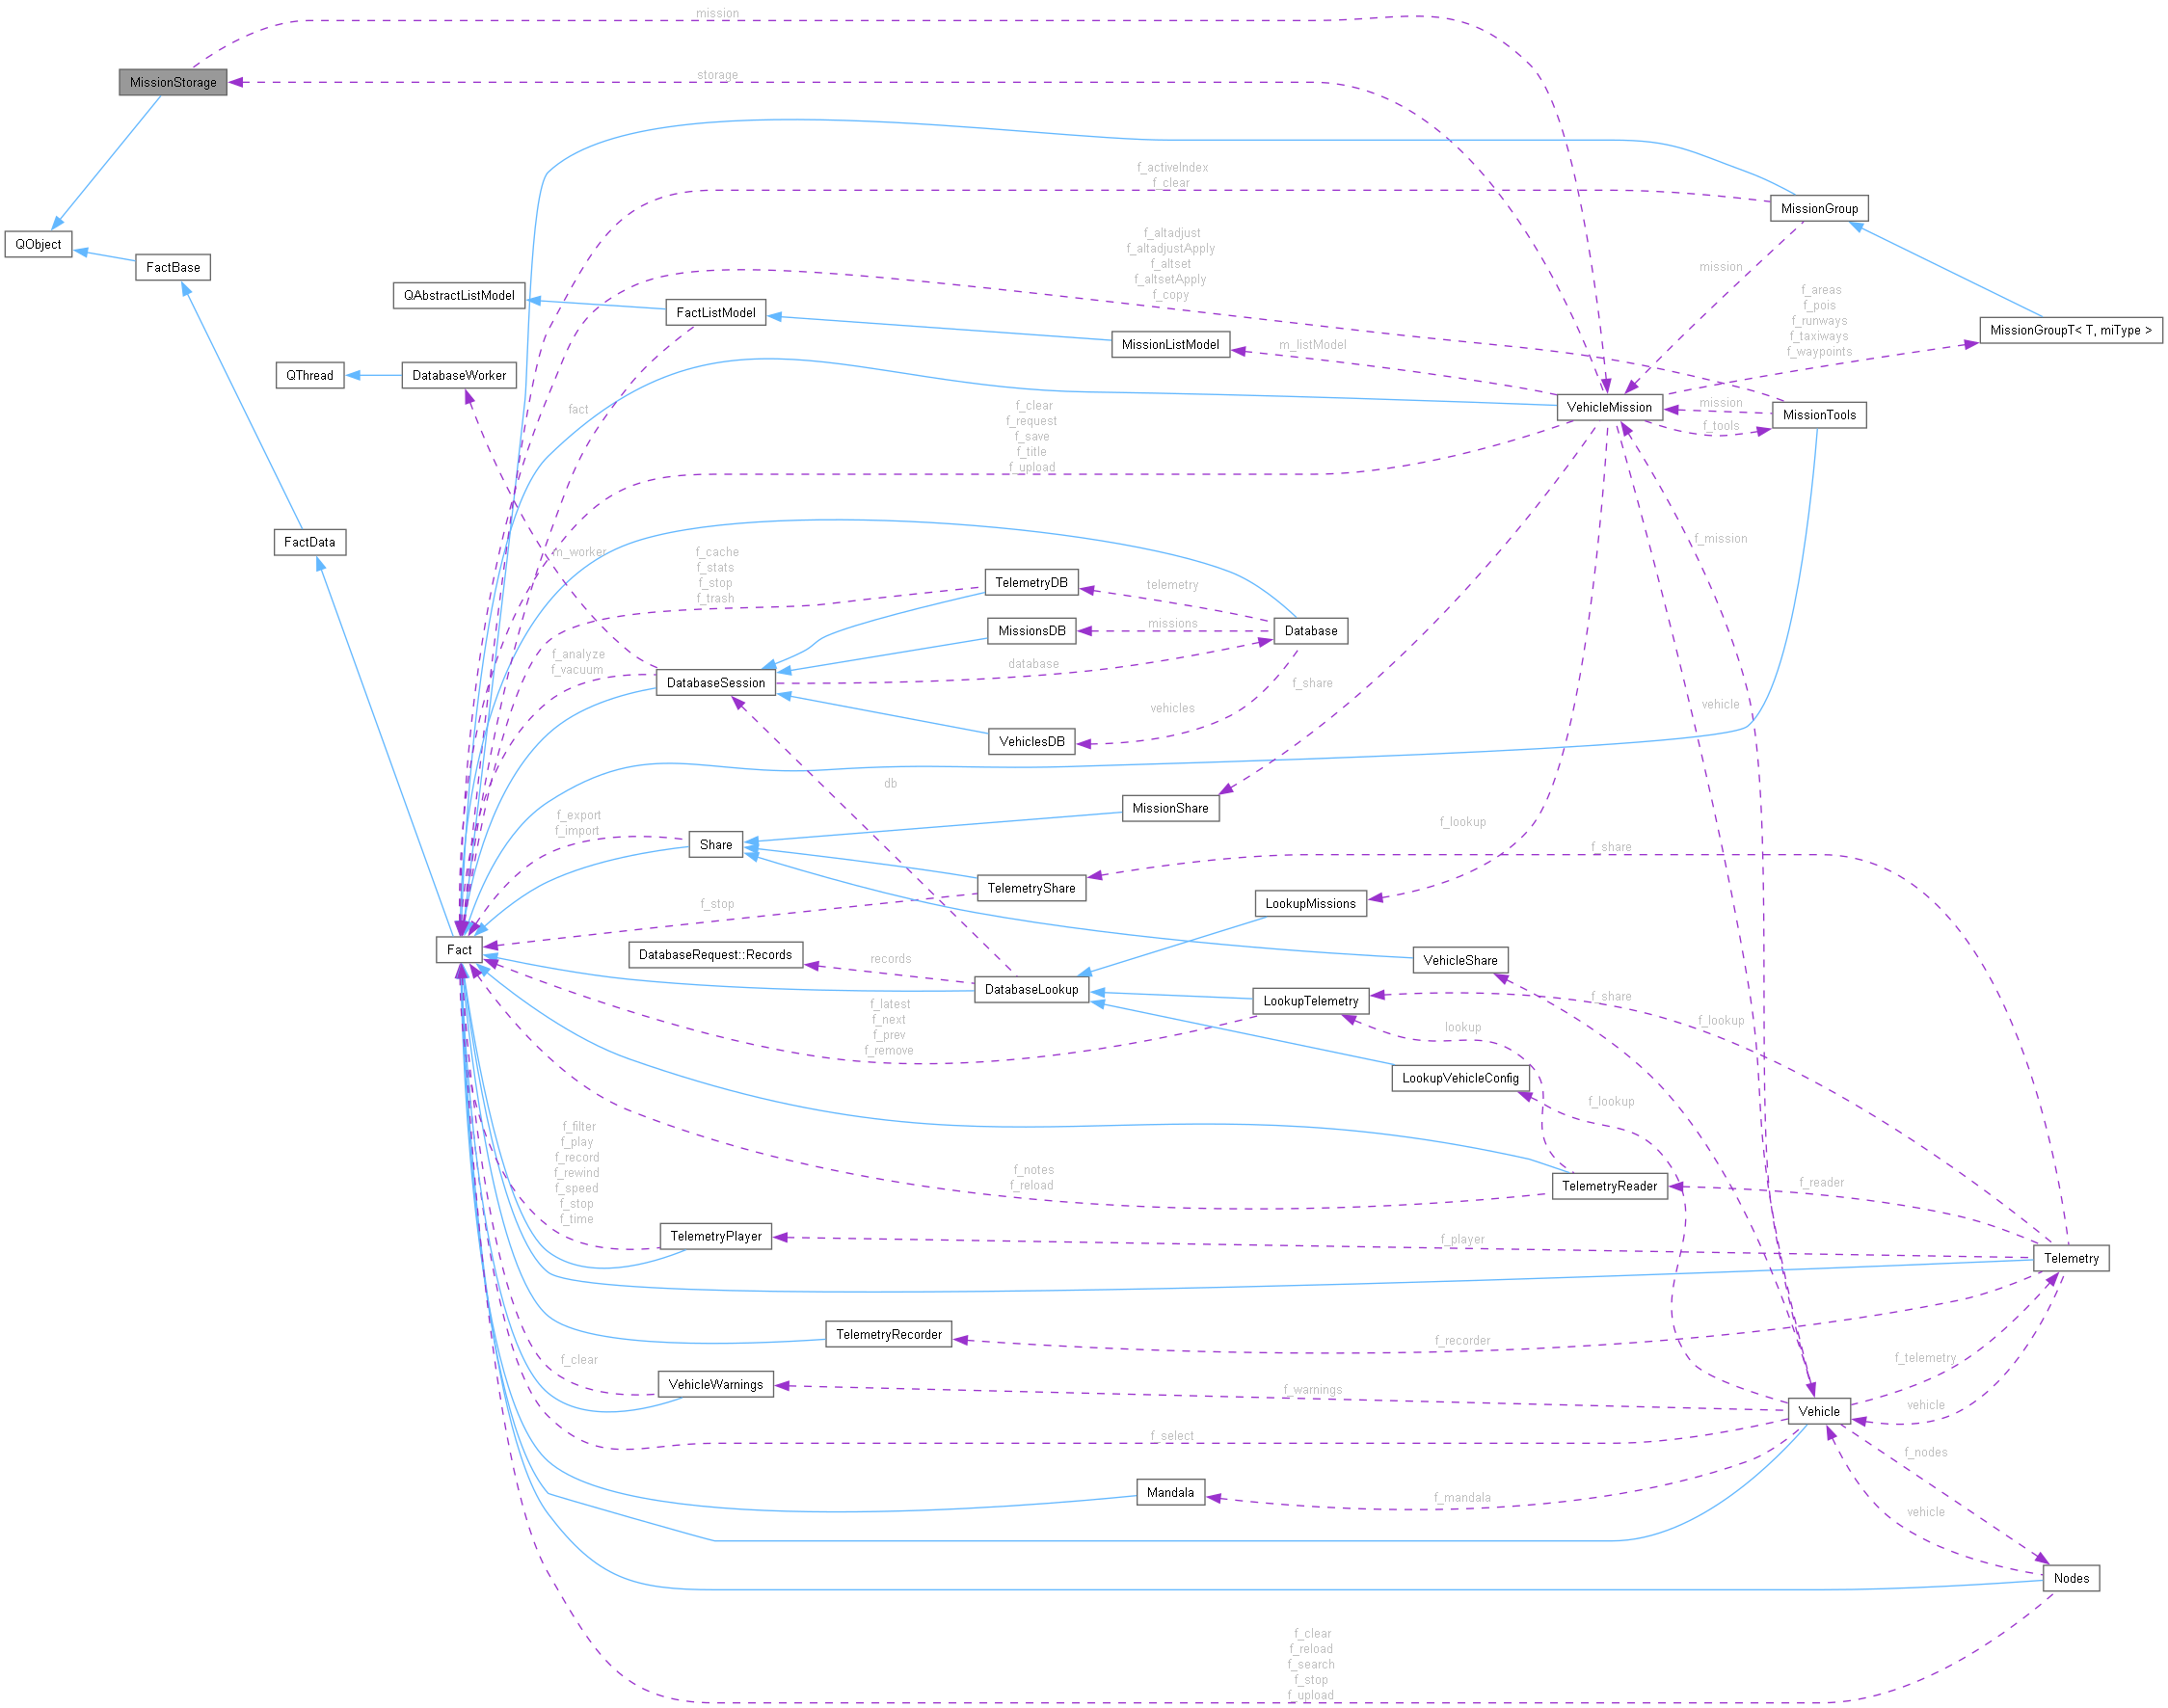 mission
MissionStorage
storage
f_activeIndex
f_clear
MissionGroup
QObject
FactBase
f_altadjust
f_altadjustApply
f_altset
f_altsetApply
f_copy
mission
QAbstractListModel
FactListModel
MissionListModel
m_listModel
f_areas
f_pois
f_runways
f_taxiways
f_waypoints
MissionGroupT< T, miType >
QThread
DatabaseWorker
fact
f_clear
f_request
f_save
f_title
f_upload
VehicleMission
mission
f_tools
MissionTools
FactData
m_worker
f_cache
f_stats
f_stop
f_trash
TelemetryDB
telemetry
f_mission
MissionsDB
missions
Database
f_analyze
f_vacuum
DatabaseSession
database
f_share
vehicle
VehiclesDB
vehicles
db
f_export
f_import
Share
MissionShare
f_lookup
f_share
TelemetryShare
f_stop
LookupMissions
Fact
DatabaseRequest::Records
records
DatabaseLookup
VehicleShare
f_latest
f_next
f_prev
f_remove
LookupTelemetry
lookup
f_share
f_lookup
LookupVehicleConfig
f_lookup
f_filter
f_play
f_record
f_rewind
f_speed
f_stop
f_time
f_notes
f_reload
TelemetryReader
f_reader
TelemetryPlayer
f_player
Telemetry
TelemetryRecorder
f_recorder
f_clear
VehicleWarnings
f_warnings
f_telemetry
vehicle
Vehicle
f_select
f_nodes
Mandala
f_mandala
vehicle
Nodes
f_clear
f_reload
f_search
f_stop
f_upload